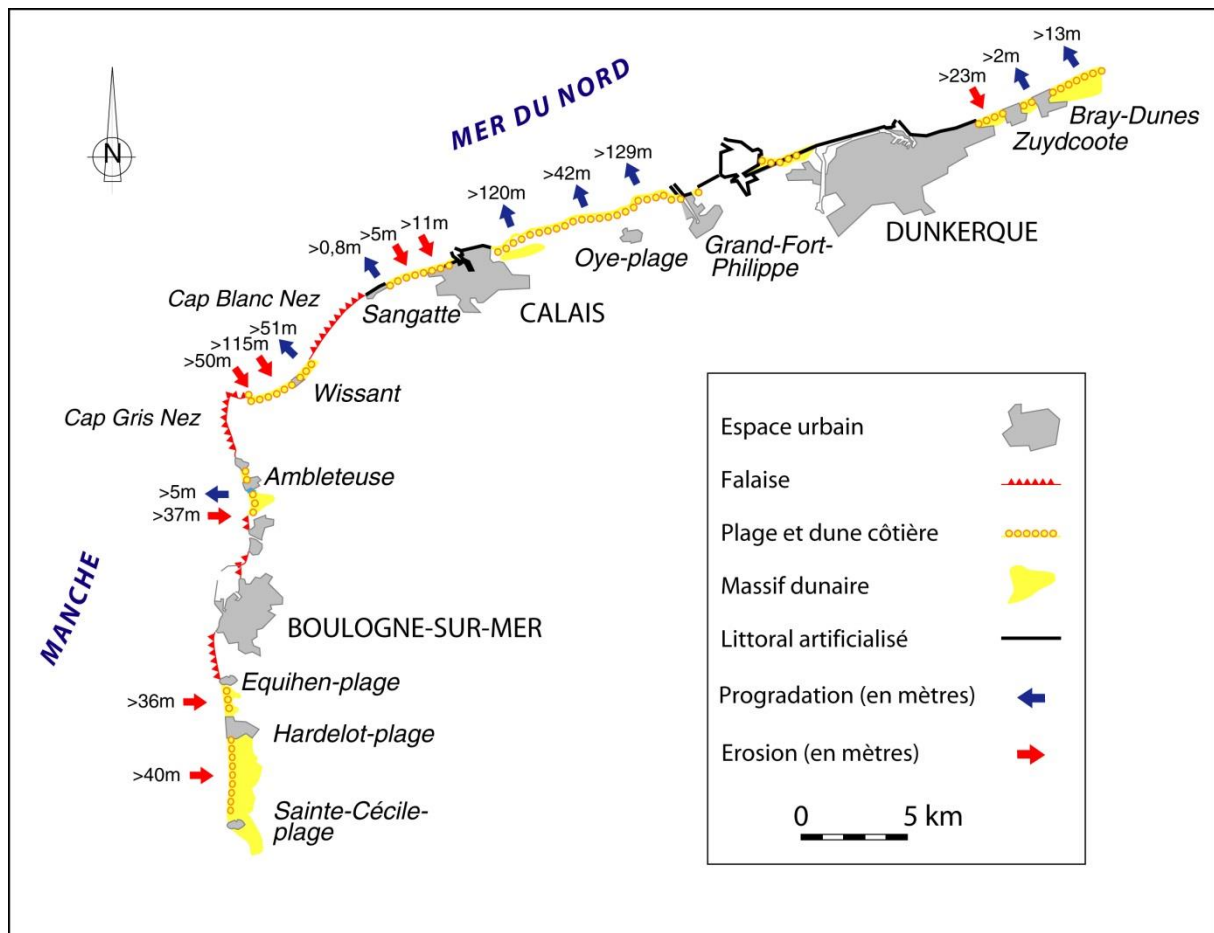 N
MER DU NORD
MANCHE
>13m
>2m
>23m
Bray-Dunes
Zuydcoote
DUNKERQUE
>129m
>42m
>120m
Grand-Fort-
Philippe
Oye-plage
>11m
>5m
>0,8m
CALAIS
Sangatte
Cap Blanc Nez
>51m
>115m
>50m
Wissant
Cap Gris Nez
Ambleteuse
>5m
>37m
BOULOGNE-SUR-MER
Equihen-plage
>36m
Hardelot-plage
>40m
Sainte-Cécile-
plage
Espace urbain
Falaise
Plage et dune côtière
Massif dunaire
Littoral artificialisé
Progradation (en mètres)
Erosion (en mètres)
0 5 km